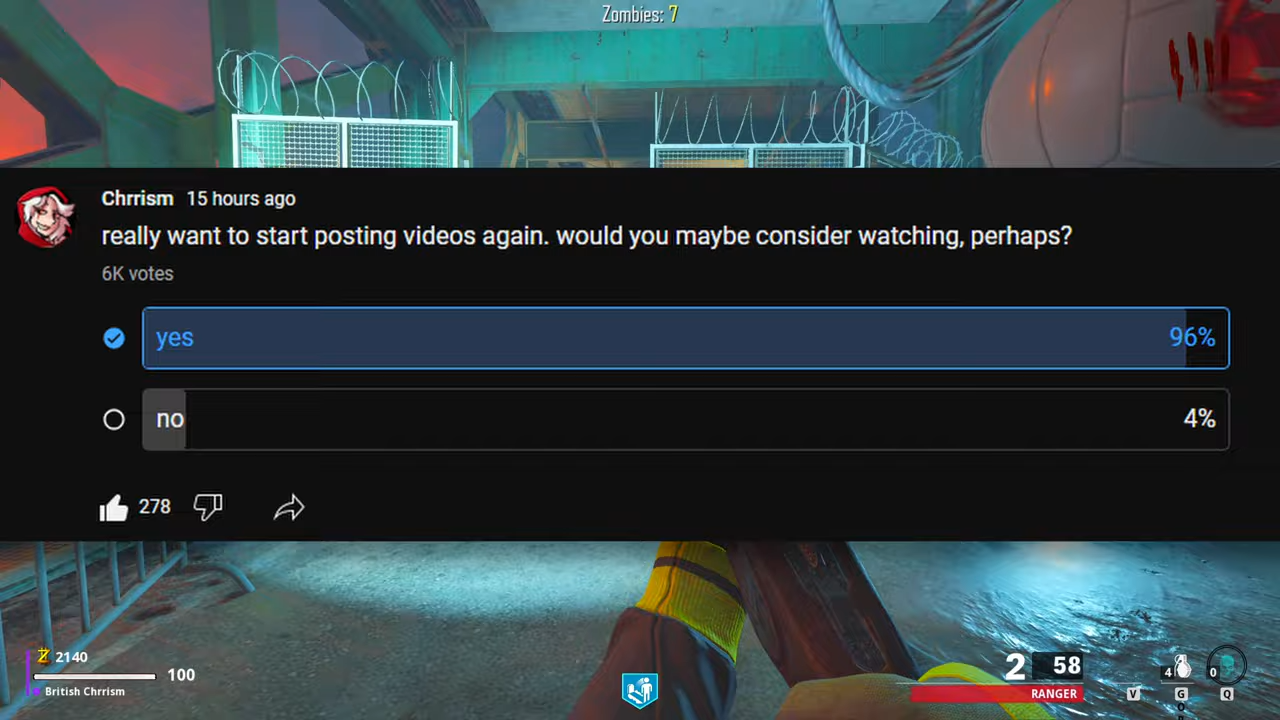 Zombies: 7
Chrrism 15 hours ago
really want to start posting videos again. would you maybe consider watching, perhaps?
6K votes
yes 96%
no 4%
278
2140
100
British Chrrism
2 58
RANGER
4 0
V G Q